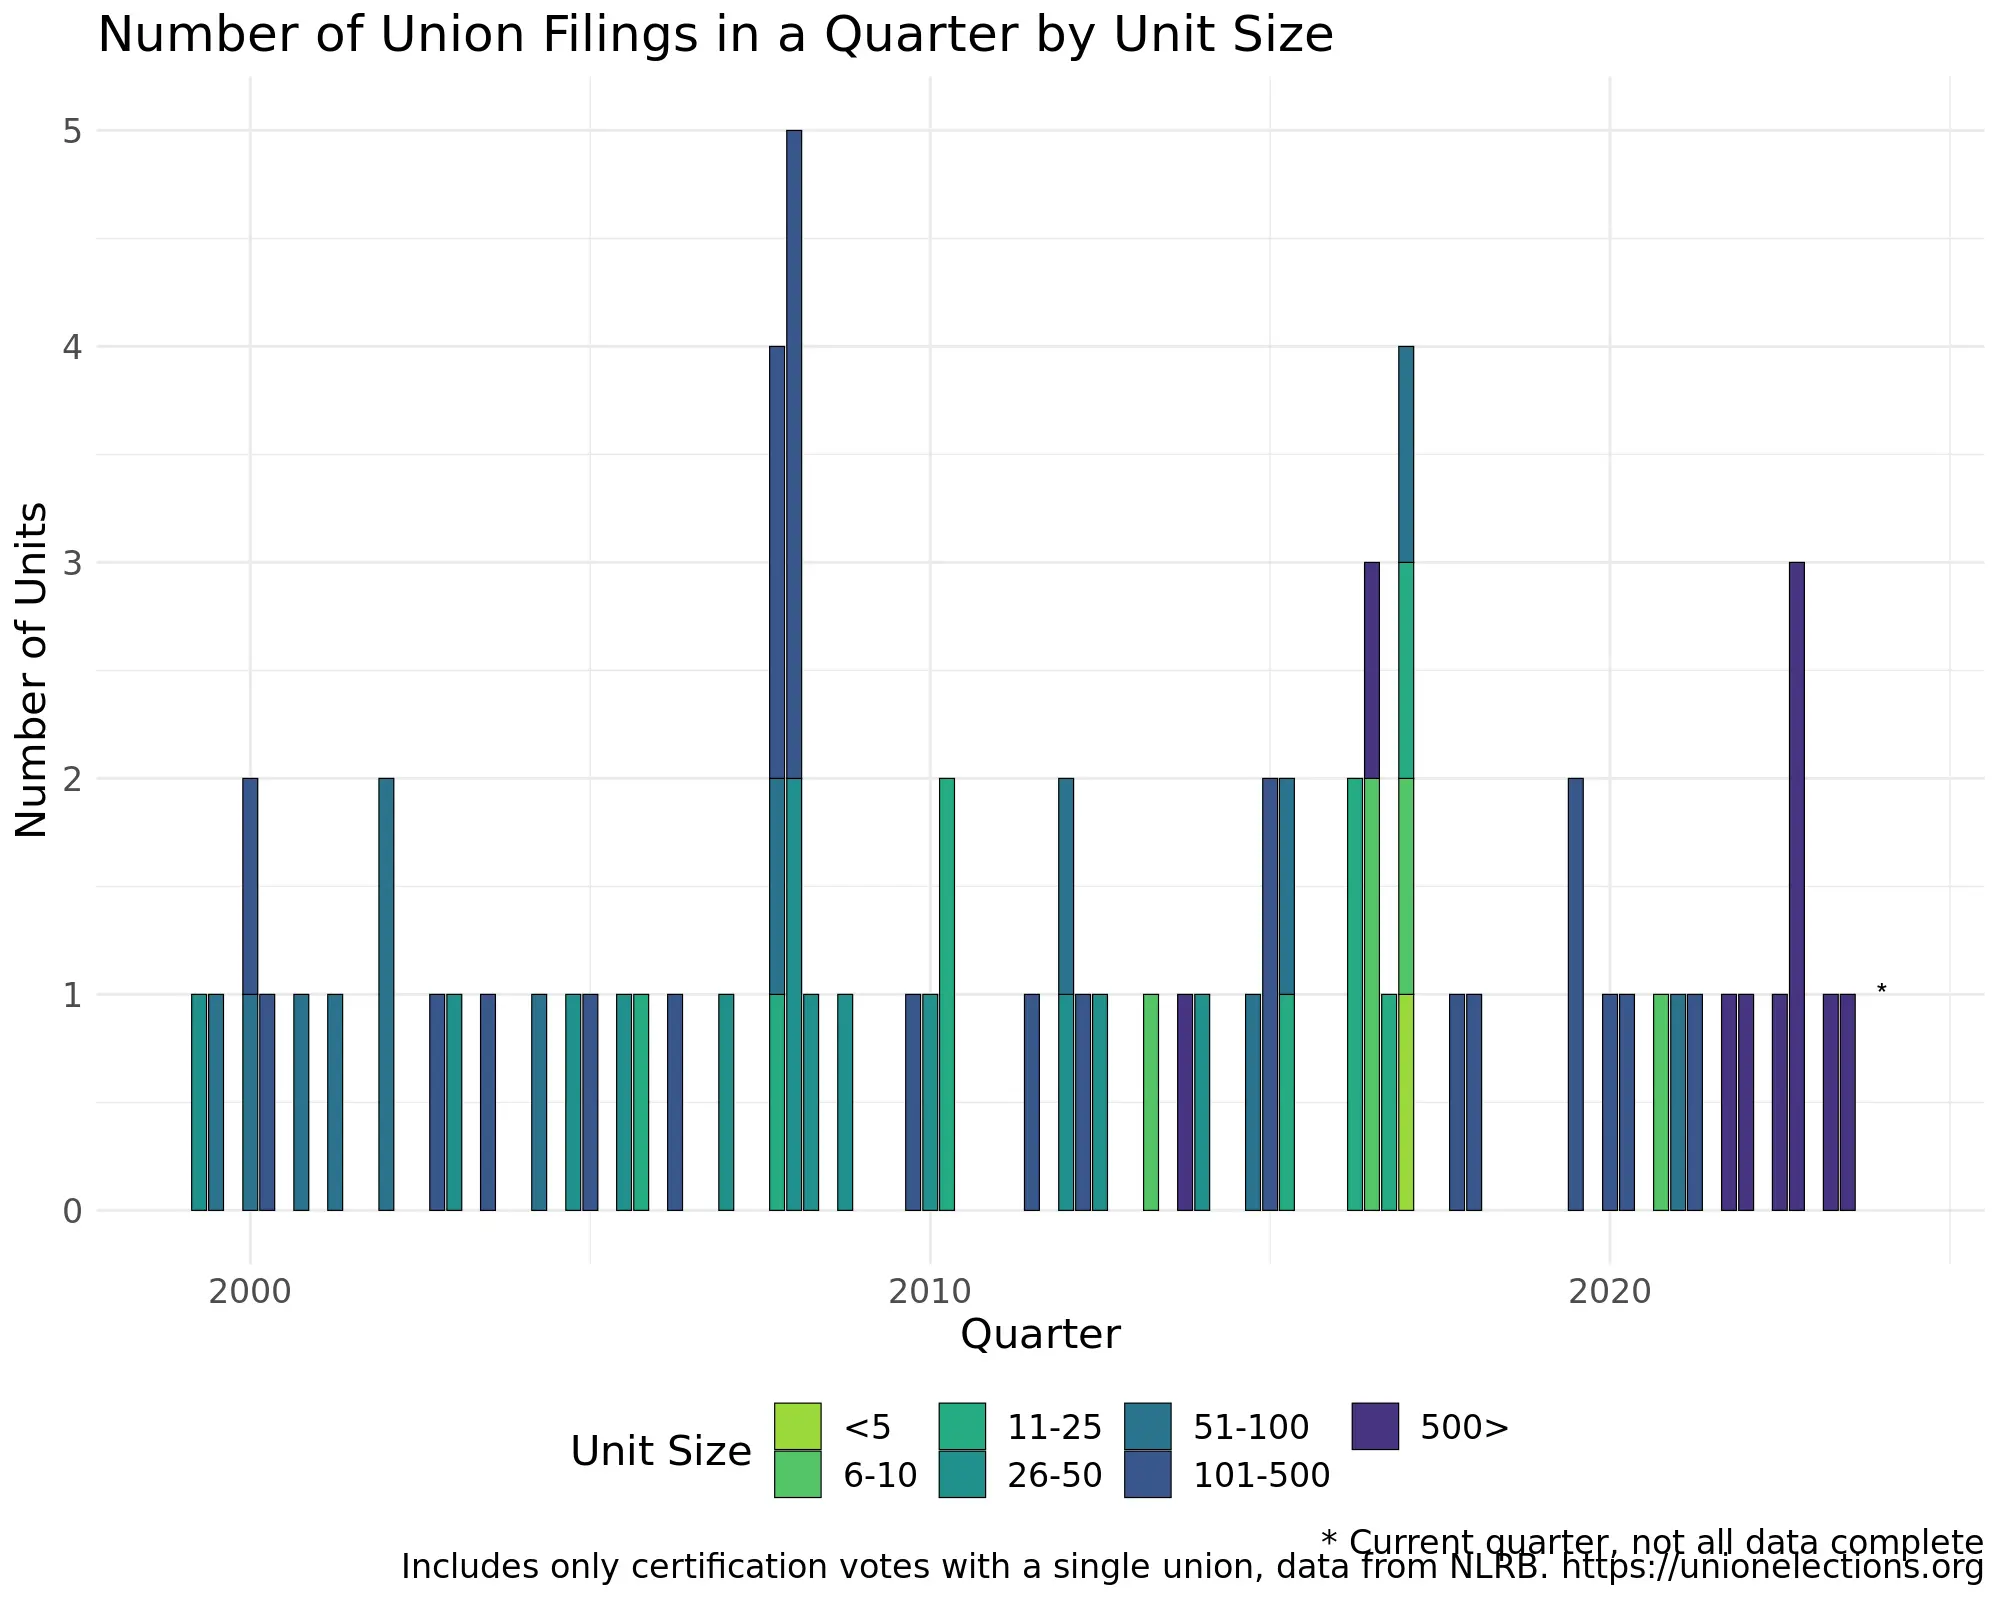 Number of Union Filings in a Quarter by Unit Size
5
4
3
2
1
0
Number of Units
*
2000 2010 2020
Quarter
Unit Size
<5 11-25 51-100 500>
6-10 26-50 101-500
* Current quarter, not all data complete
Includes only certification votes with a single union, data from NLRB. https://unionelections.org